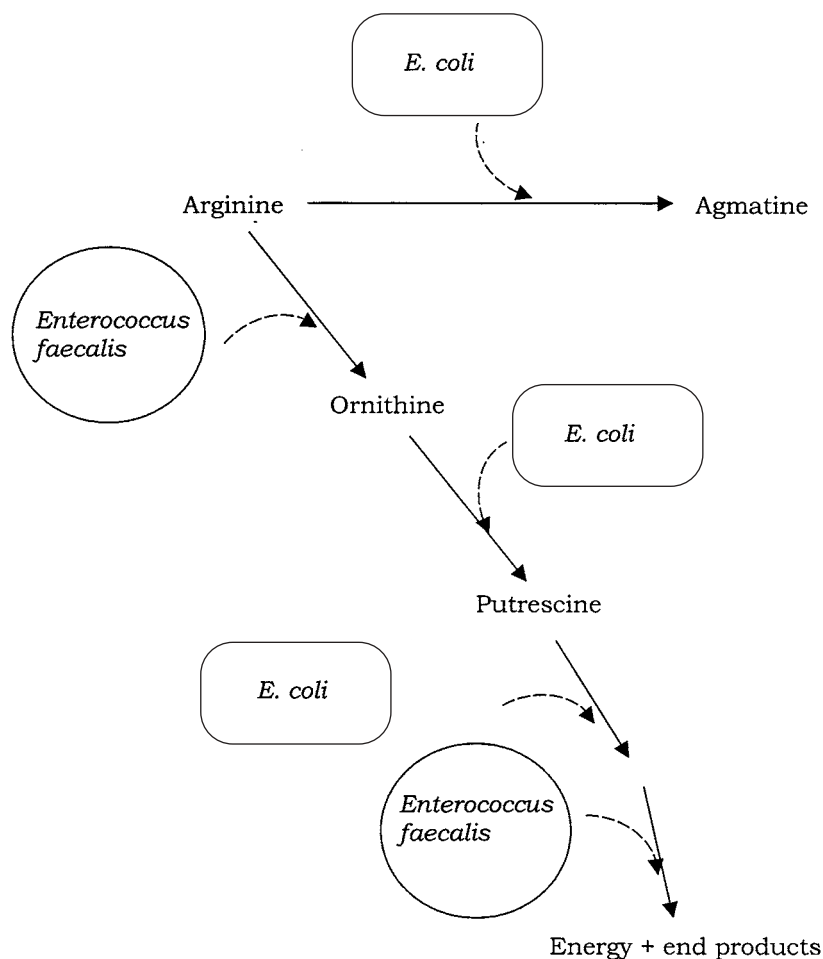 E. coli
Arginine
Agmatine
Enterococcus
faecalis
Ornithine
E. coli
Putrescine
E. coli
Enterococcus
faecalis
Energy + end products